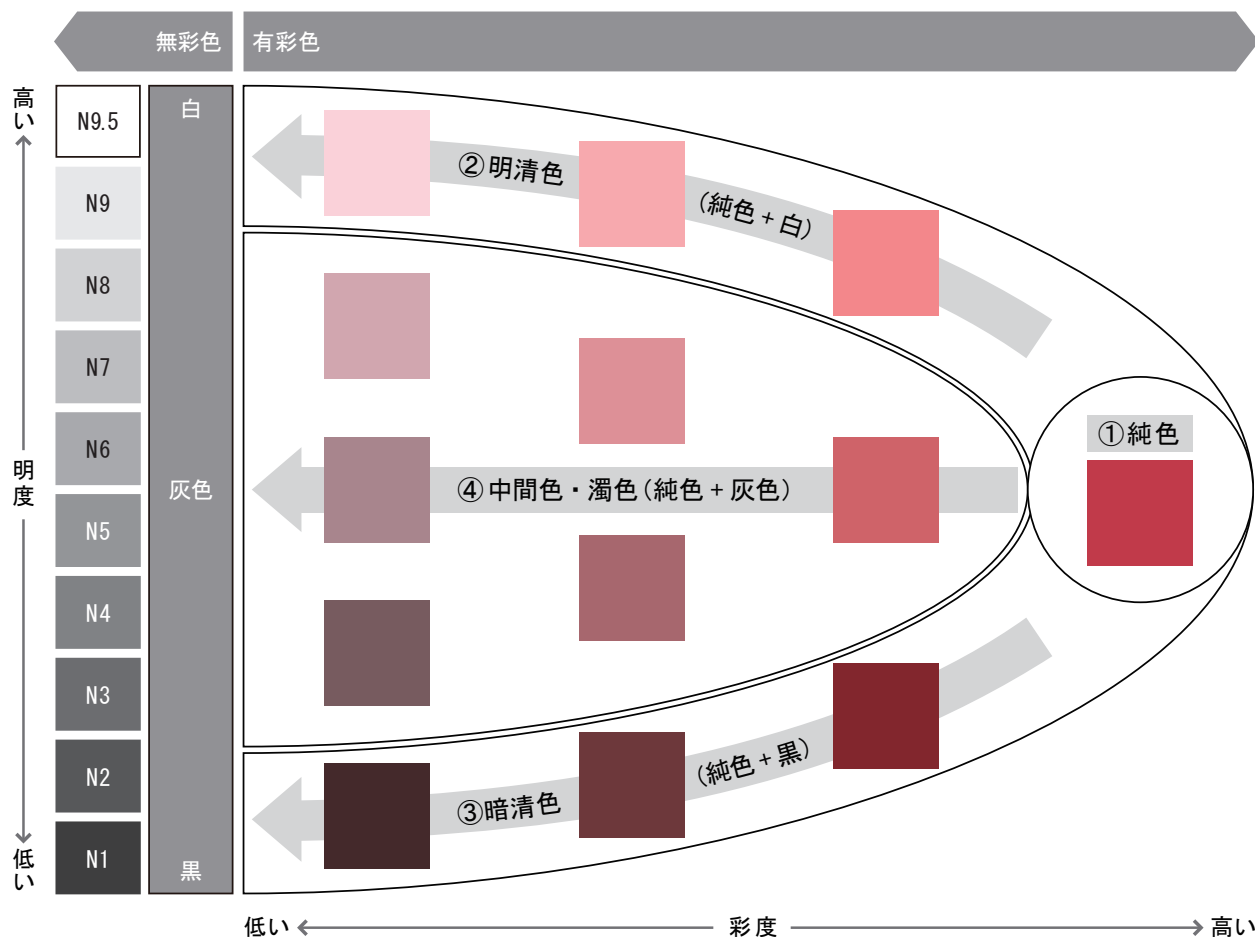 無彩色
有彩色
高い
明度
低い
N9.5
N9
N8
N7
N6
N5
N4
N3
N2
N1
白
灰色
黒
②明清色
(純色+白)
①純色
④中間色・濁色(純色+灰色)
③暗清色
(純色+黒)
低い
彩度
高い